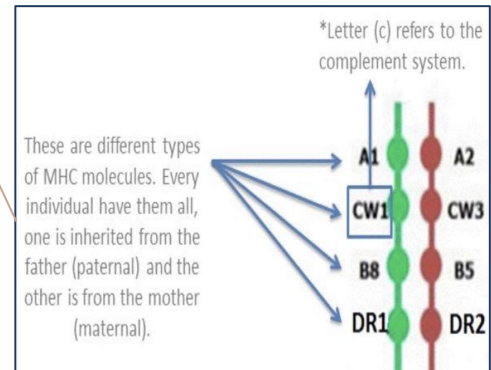 *Letter (c) refers to the
complement system.
These are different types
of MHC molecules. Every
individual have them all,
one is inherited from the
father (paternal) and the
other is from the mother
(maternal).
A1 A2
CW1 CW3
B8 B5
DR1 DR2